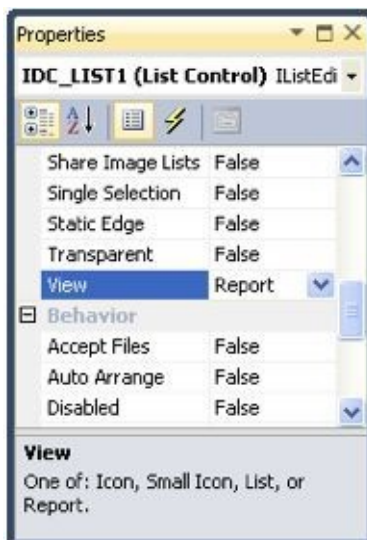 Properties
IDC_LIST1 (List Control) IListEdi
Share Image Lists False
Single Selection False
Static Edge False
Transparent False
View Report
Behavior
Accept Files False
Auto Arrange False
Disabled False
View
One of: Icon, Small Icon, List, or
Report.